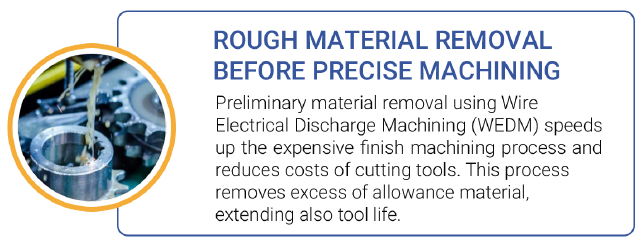 ROUGH MATERIAL REMOVAL
BEFORE PRECISE MACHINING
Preliminary material removal using Wire
Electrical Discharge Machining (WEDM) speeds
up the expensive finish machining process and
reduces costs of cutting tools. This process
removes excess of allowance material,
extending also tool life.